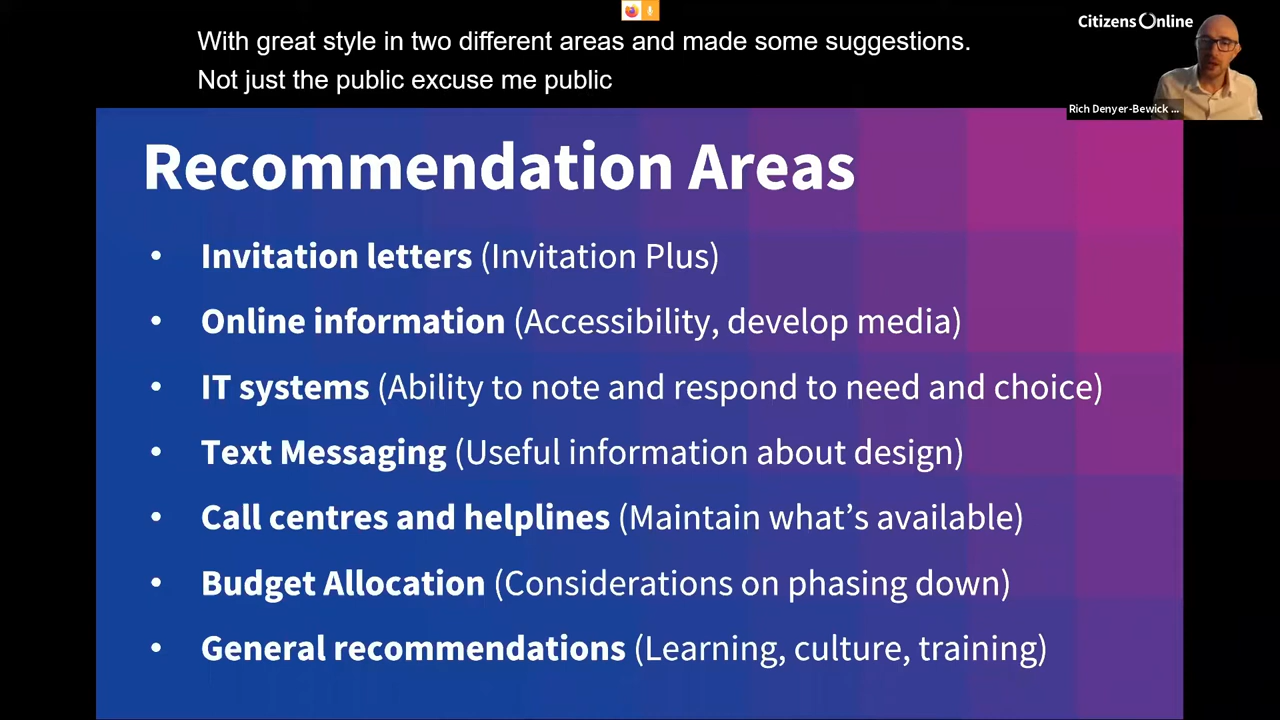 With great style in two different areas and made some suggestions.
Not just the public excuse me public
Citizens Online
Rich Denyer-Bewick ...
Recommendation Areas
• Invitation letters (Invitation Plus)
• Online information (Accessibility, develop media)
• IT systems (Ability to note and respond to need and choice)
• Text Messaging (Useful information about design)
• Call centres and helplines (Maintain what’s available)
• Budget Allocation (Considerations on phasing down)
• General recommendations (Learning, culture, training)